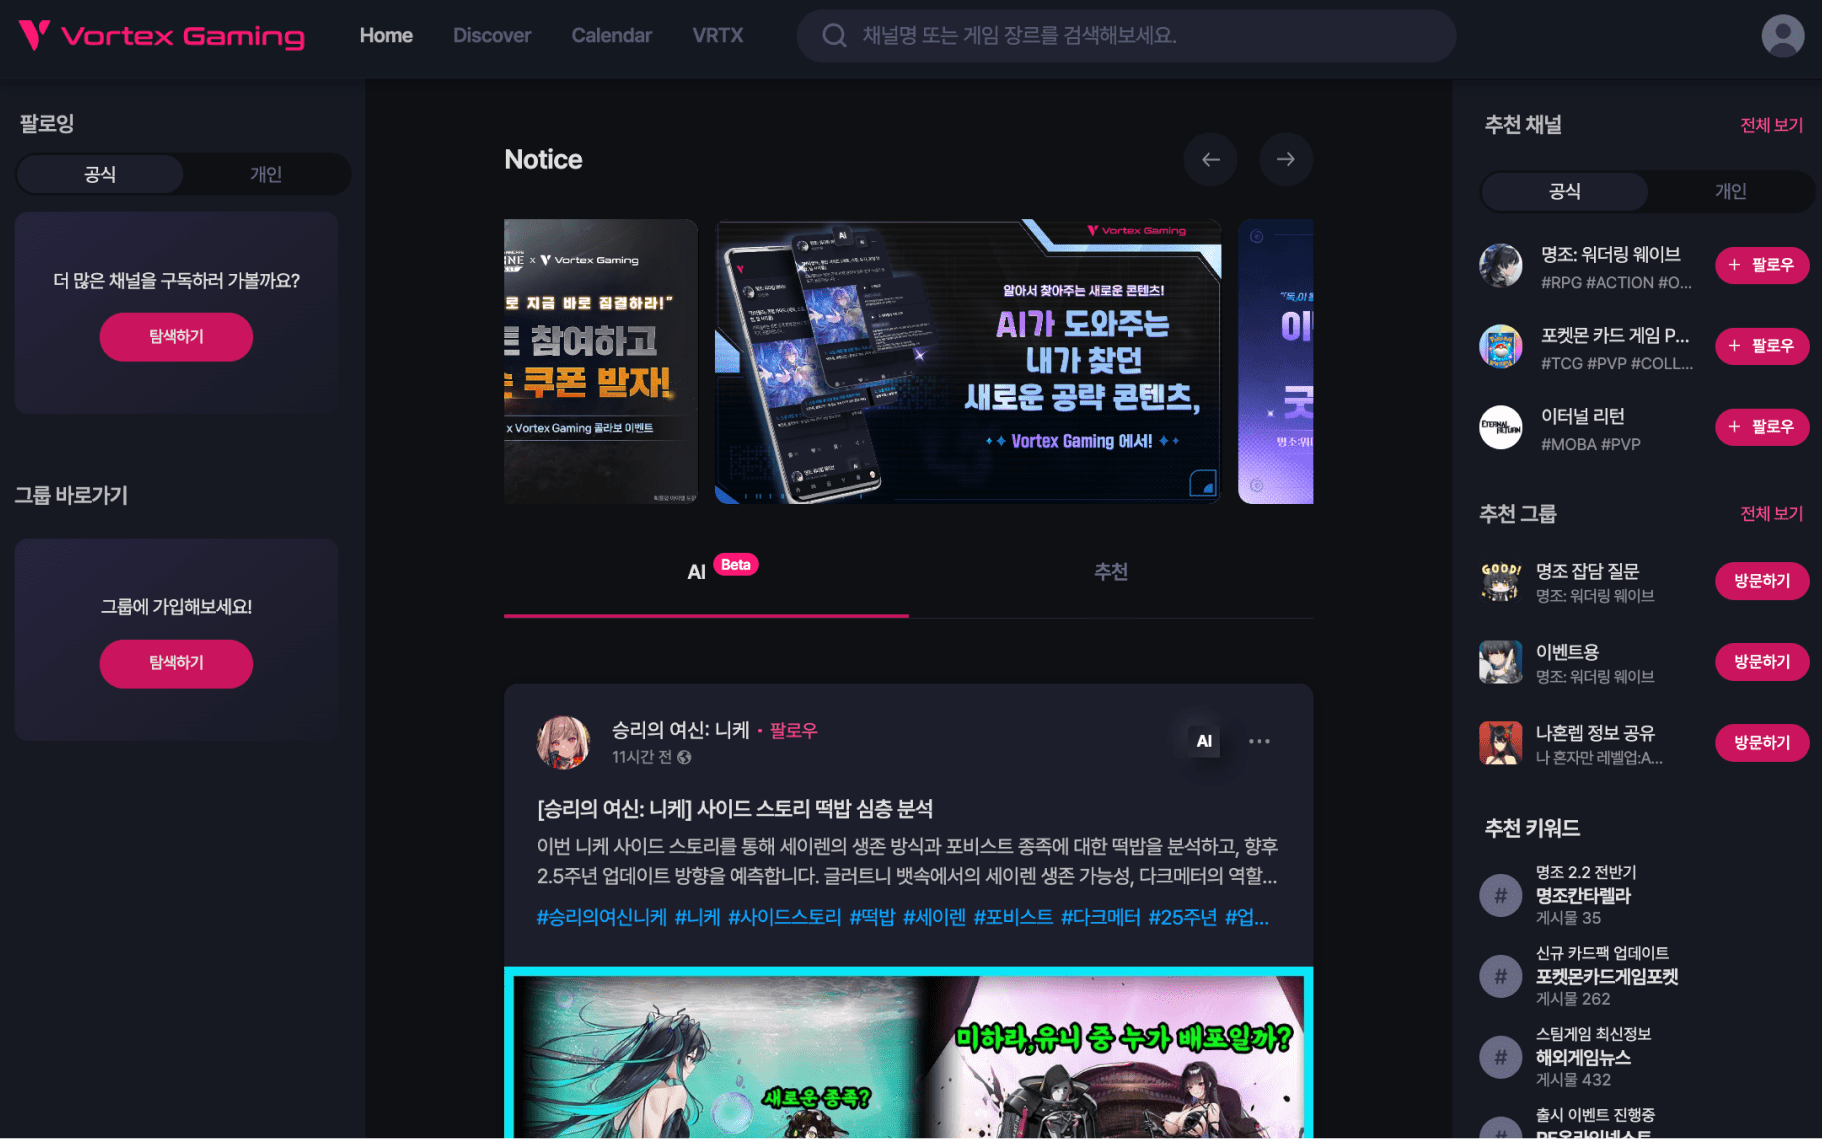 Vortex Gaming
Home
Discover
Calendar
VRTX
채널명 또는 게임 장르를 검색해보세요.
팔로잉
공식
개인
더 많은 채널을 구독하러 가볼까요?
탐색하기
그룹 바로가기
그룹에 가입해보세요!
탐색하기
Notice
x Vortex Gaming
로 지금 바로 집결하라!"
트 참여하고
쿠폰 받자!
x Vortex Gaming 콜라보 이벤트
Vortex Gaming
알아서 찾아주는 새로운 콘텐츠!
AI가 도와주는
내가 찾던
새로운 공략 콘텐츠,
Vortex Gaming 에서!
AI
Beta
추천
승리의 여신: 니케 • 팔로우
11시간 전
AI
[승리의 여신: 니케] 사이드 스토리 떡밥 심층 분석
이번 니케 사이드 스토리를 통해 세이렌의 생존 방식과 포비스트 종족에 대한 떡밥을 분석하고, 향후
2.5주년 업데이트 방향을 예측합니다. 글러트니 뱃속에서의 세이렌 생존 가능성, 다크메터의 역할...
#승리의여신니케 #니케 #사이드스토리 #떡밥 #세이렌 #포비스트 #다크메터 #25주년 #업...
미하라,유니 중 누가 배포일까?
새로운 종족?
추천 채널
전체 보기
공식
개인
명조: 워더링 웨이브
#RPG #ACTION #O...
+ 팔로우
포켓몬 카드 게임 P...
#TCG #PVP #COLL...
+ 팔로우
ETERNAL RETURN
이터널 리턴
#MOBA #PVP
+ 팔로우
추천 그룹
전체 보기
GOOD!
명조 잡담 질문
명조: 워더링 웨이브
방문하기
이벤트용
명조: 워더링 웨이브
방문하기
나혼렙 정보 공유
나 혼자만 레벨업:A...
방문하기
추천 키워드
#
명조 2.2 전반기
명조칸타렐라
게시물 35
#
신규 카드팩 업데이트
포켓몬카드게임포켓
게시물 262
#
스팀게임 최신정보
해외게임뉴스
게시물 432
#
출시 이벤트 진행중